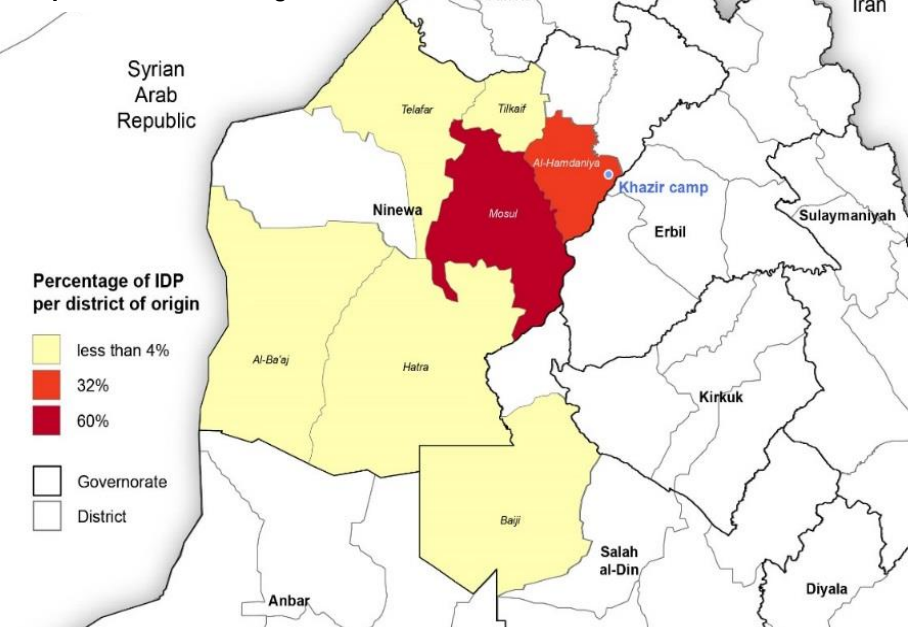 Iran
Syrian
Arab
Republic
Telafar
Tilkaif
Al-Hamdaniya
Khazir camp
Ninewa
Mosul
Erbil
Sulaymaniyah
Percentage of IDP
per district of origin
less than 4%
32%
60%
Governorate
District
Al-Ba'aj
Hatra
Kirkuk
Baiji
Salah
al-Din
Anbar
Diyala